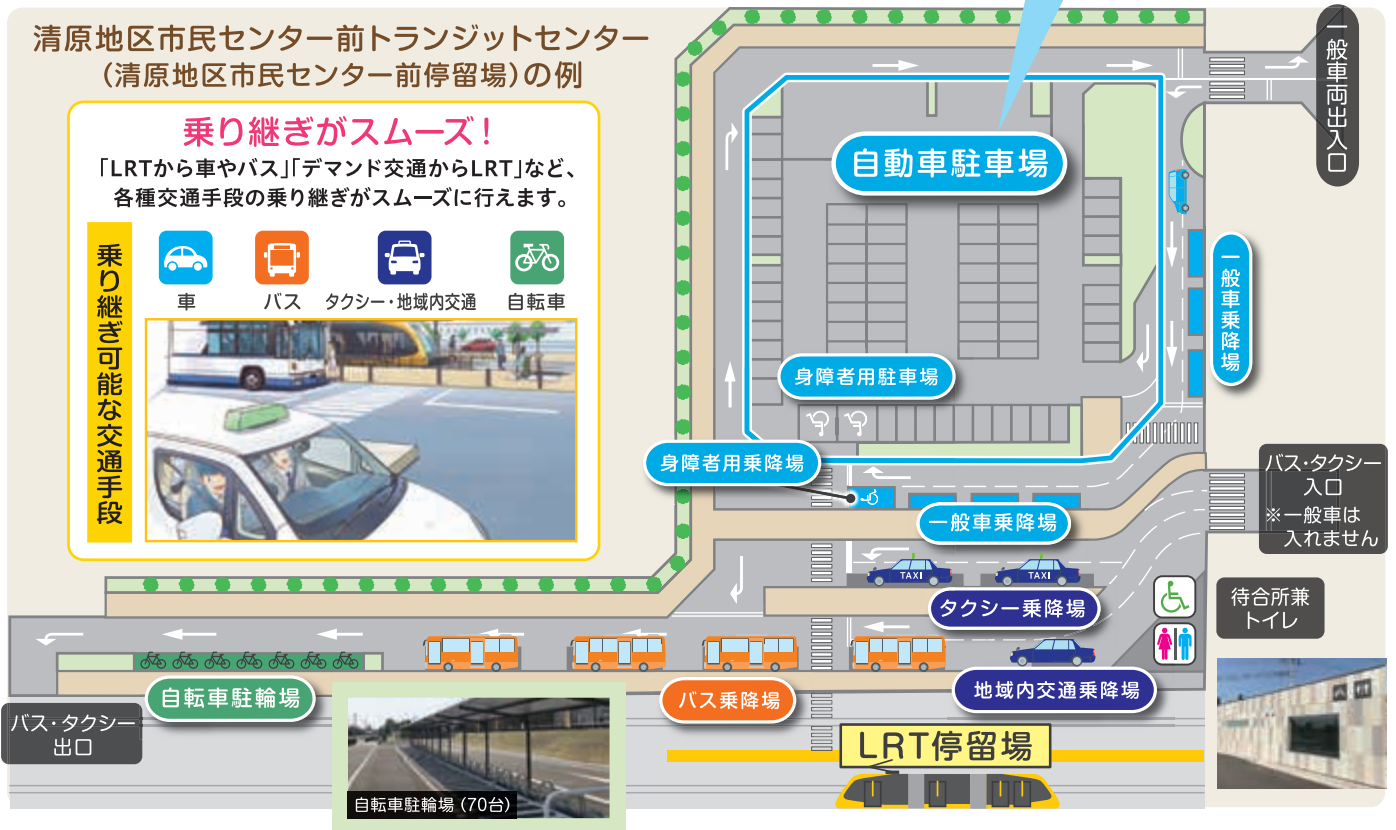 清原地区市民センター前トランジットセンター
(清原地区市民センター前停留場)の例
乗り継ぎがスムーズ!
「LRTから車やバス」「デマンド交通からLRT」など、
各種交通手段の乗り継ぎがスムーズに行えます。
乗り継ぎ可能な交通手段
車
バス
タクシー・地域内交通
自転車
一般車両出入口
自動車駐車場
一般車乗降場
身障者用駐車場
身障者用乗降場
一般車乗降場
バス・タクシー
入口
※一般車は
入れません
TAXI
TAXI
タクシー乗降場
待合所兼
トイレ
地域内交通乗降場
バス乗降場
自転車駐輪場
バス・タクシー
出口
自転車駐輪場(70台)
LRT停留場